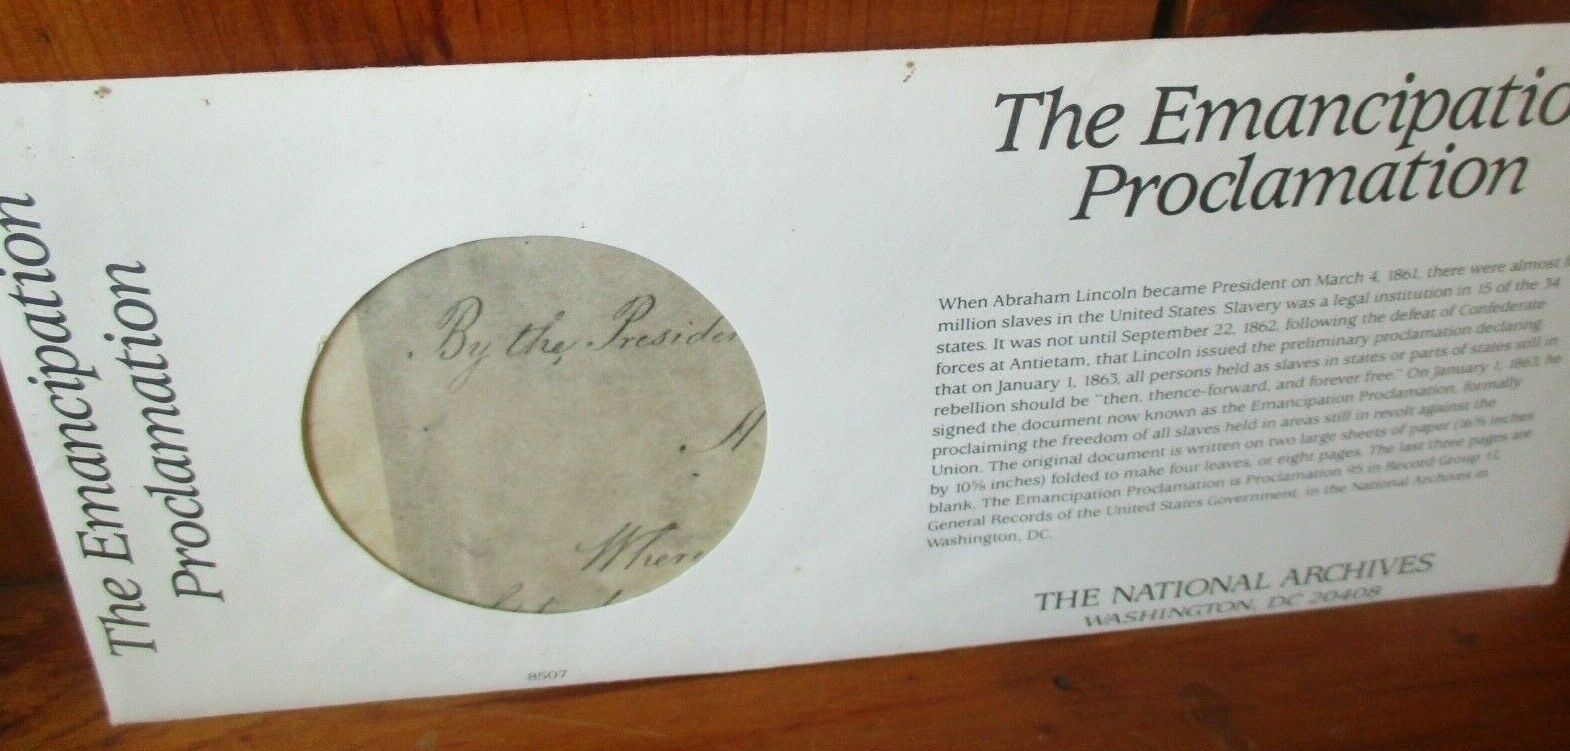 The Emancipation
Proclamation
By the Presiden
A
When
8507
The Emancipatio
Proclamation
When Abraham Lincoln became President on March 4, 1861, there were almost
million slaves in the United States. Slavery was a legal institution in 15 of the 34
states. It was not until September 22, 1862, following the defeat of Confederate
forces at Antietam, that Lincoln issued the preliminary proclamation declaring
that on January 1, 1863, all persons held as slaves in states or parts of states still in
rebellion should be "then, thence-forward, and forever free." On January 1, 1863, he
signed the document now known as the Emancipation Proclamation, formally
proclaiming the freedom of all slaves held in areas still in revolt against the
Union. The original document is written on two large sheets of paper inches
by 10⅝ inches) folded to make four leaves, or eight pages. The last three pages are
blank. The Emancipation Proclamation is Proclamation 95 in Record Group 11,
General Records of the United States Government, in the National Archives in
Washington, DC.
THE NATIONAL ARCHIVES
WASHINGTON, DC 20408